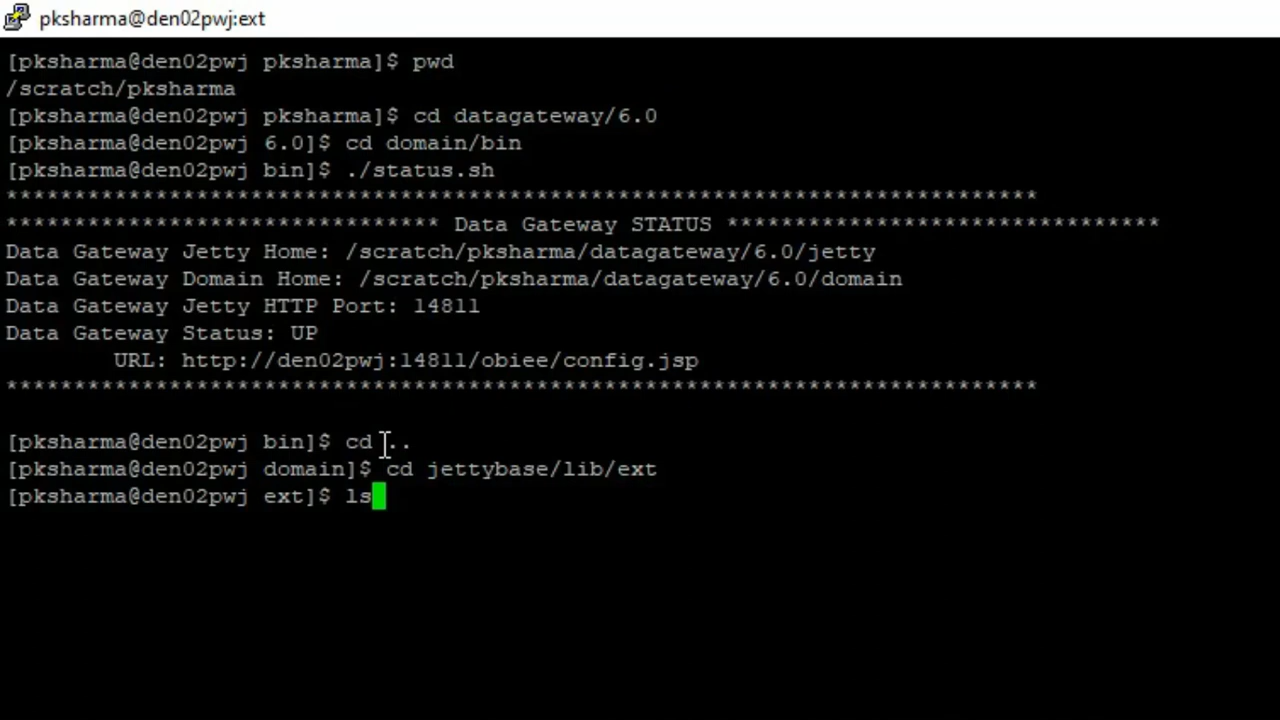 pksharma@den02pwj:ext
[pksharma@den02pwj pksharma]$ pwd
/scratch/pksharma
[pksharma@den02pwj pksharma]$ cd datagateway/6.0
[pksharma@den02pwj 6.0]$ cd domain/bin
[pksharma@den02pwj bin]$ ./status.sh
****************************************************************************
******************************** Data Gateway STATUS ********************************
Data Gateway Jetty Home: /scratch/pksharma/datagateway/6.0/jetty
Data Gateway Domain Home: /scratch/pksharma/datagateway/6.0/domain
Data Gateway Jetty HTTP Port: 14811
Data Gateway Status: UP
URL: http://den02pwj:14811/obiee/config.jsp
****************************************************************************
[pksharma@den02pwj bin]$ cd ..
[pksharma@den02pwj domain]$ cd jettybase/lib/ext
[pksharma@den02pwj ext]$ ls